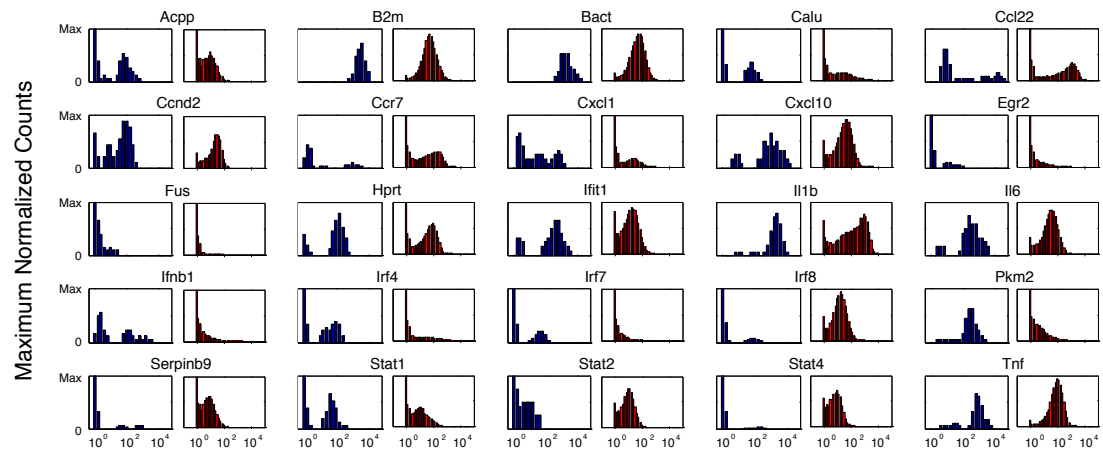 Acpp B2m Bact Calu Ccl22
Max
0
Ccnd2 Ccr7 Cxcl1 Cxcl10 Egr2
Max
0
Fus Hprt Ifit1 Il1b Il6
Max
0
Ifnb1 Irf4 Irf7 Irf8 Pkm2
Max
0
Serpinb9 Stat1 Stat2 Stat4 Tnf
Max
0
10⁰ 10² 10⁴ 10⁰ 10² 10⁴ 10⁰ 10² 10⁴ 10⁰ 10² 10⁴ 10⁰ 10² 10⁴ 10⁰ 10² 10⁴ 10⁰ 10² 10⁴ 10⁰ 10² 10⁴ 10⁰ 10² 10⁴ 10⁰ 10² 10⁴
Maximum Normalized Counts